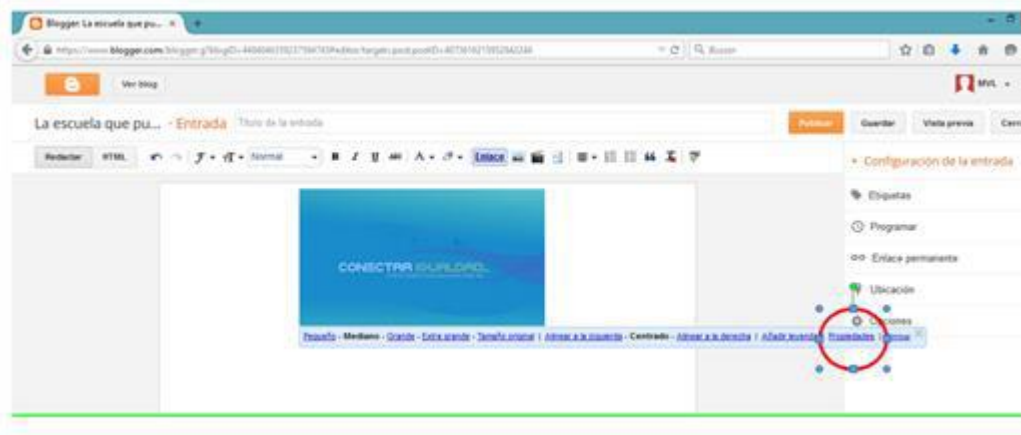 Blogger: La escuela que pu... ×
Buscar
Ver blog
MVL
La escuela que pu... · Entrada Título de la entrada Publicar Guardar Vista previa
Redactar HTML Normal B I U ABC A Enlace
Configuración de la entrada
Etiquetas
Programar
Enlace permanente
Ubicación
Opciones
CONECTAR IGUALDAD
Pequeño - Mediano - Grande - Extra grande - Tamaño original | Alinear a la izquierda - Centrado - Alinear a la derecha | Añadir leyenda | Propiedades |